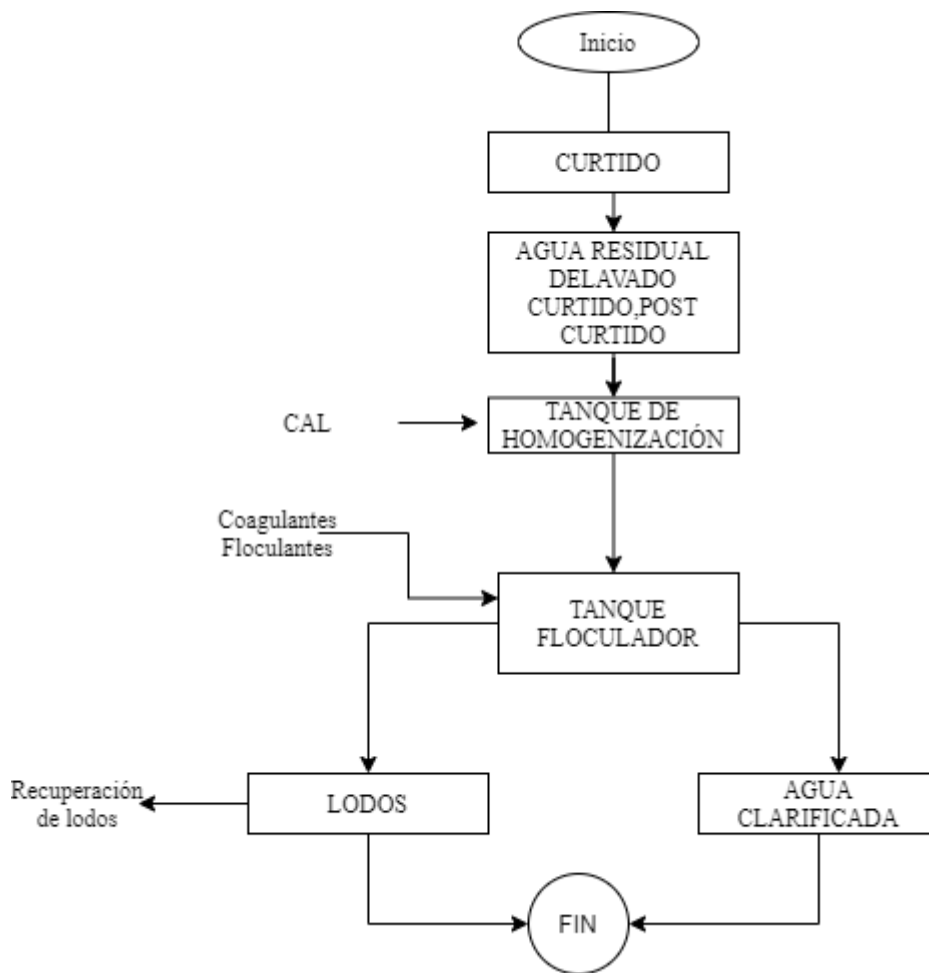 Inicio
CURTIDO
AGUA RESIDUAL
DELAVADO
CURTIDO,POST
CURTIDO
CAL
TANQUE DE
HOMOGENIZACIÓN
Coagulantes
Floculantes
TANQUE
FLOCULADOR
Recuperación
de lodos
LODOS
AGUA
CLARIFICADA
FIN